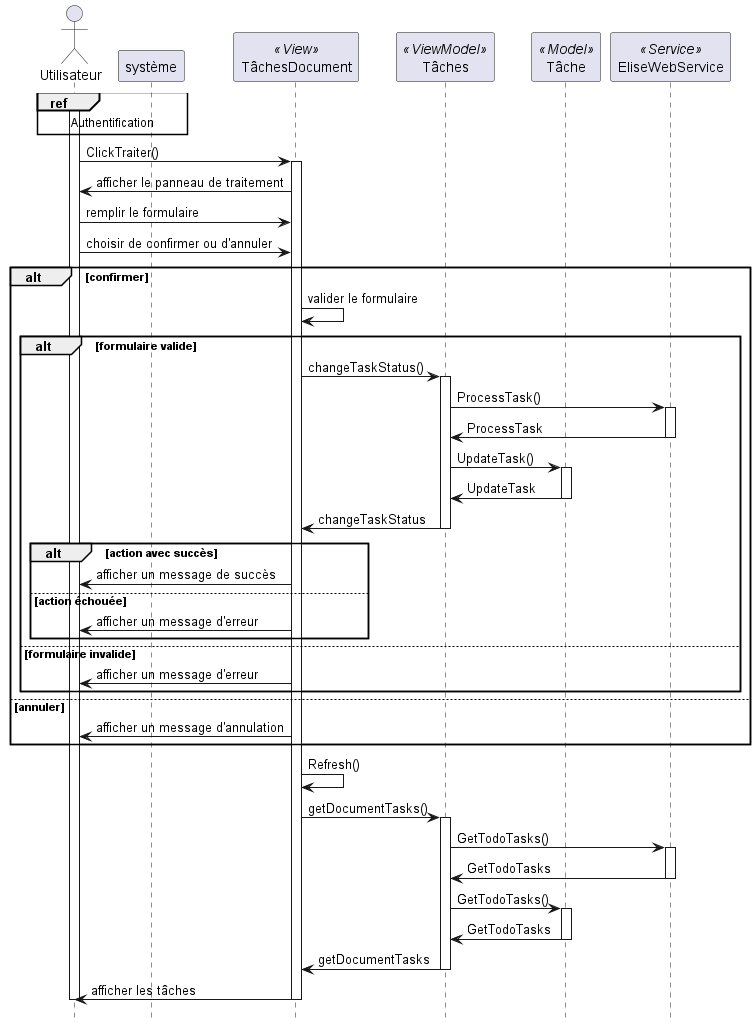 Utilisateur
système
« View»
TâchesDocument
« ViewModel»
Tâches
« Model»
Tâche
« Service»
EliseWebService
ref
Authentification
ClickTraiter()
afficher le panneau de traitement
remplir le formulaire
choisir de confirmer ou d'annuler
alt [confirmer]
valider le formulaire
alt [formulaire valide]
changeTaskStatus()
ProcessTask()
ProcessTask
UpdateTask()
UpdateTask
changeTaskStatus
alt [action avec succès]
afficher un message de succès
[action échouée]
afficher un message d'erreur
[formulaire invalide]
afficher un message d'erreur
[annuler]
afficher un message d'annulation
Refresh()
getDocumentTasks()
GetTodoTasks()
GetTodoTasks
GetTodoTasks()
GetTodoTasks
getDocumentTasks
afficher les tâches